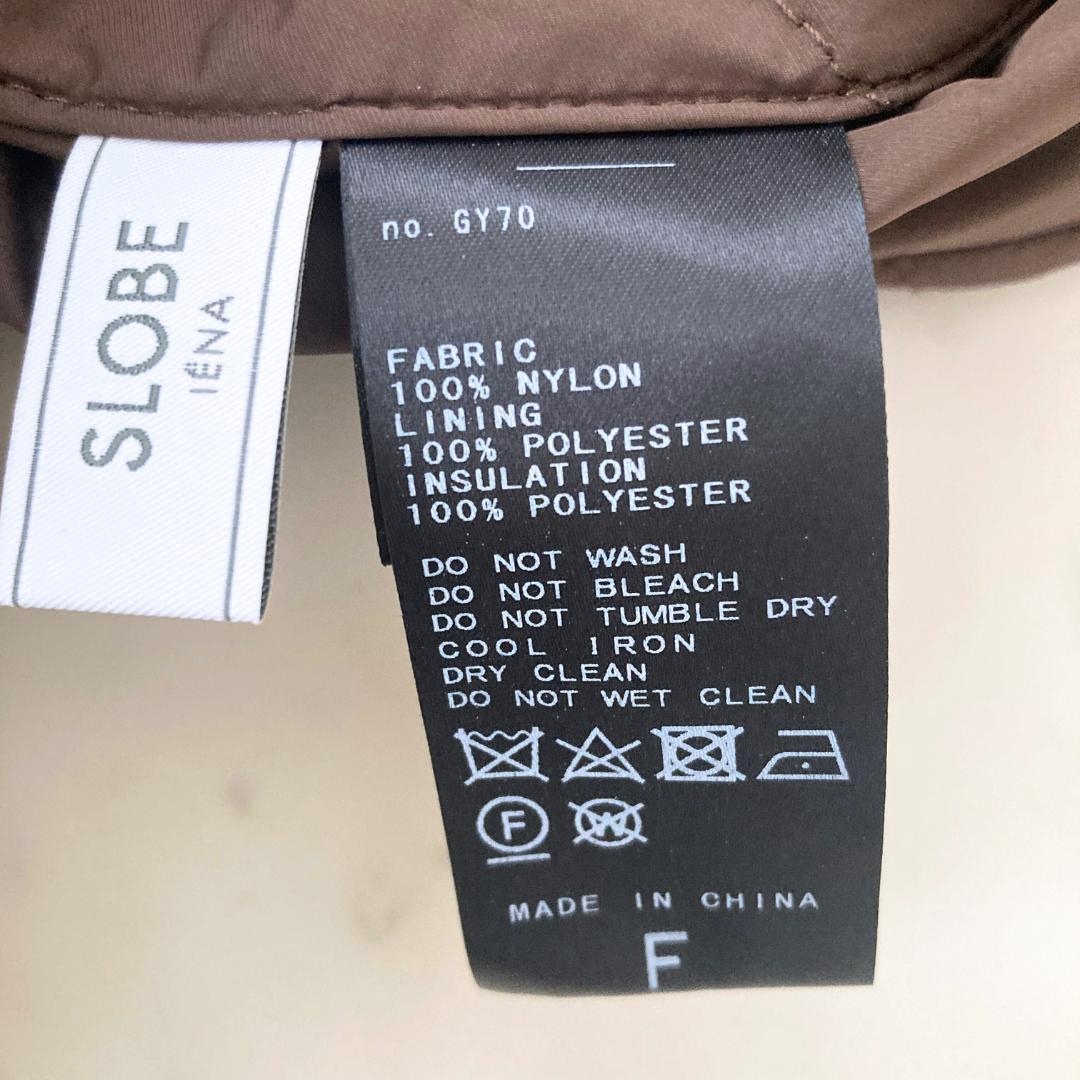 SLOBE
IÉNA
no. GY70
FABRIC
100% NYLON
LINING
100% POLYESTER
INSULATION
100% POLYESTER
DO NOT WASH
DO NOT BLEACH
DO NOT TUMBLE DRY
COOL IRON
DRY CLEAN
DO NOT WET CLEAN
F W
MADE IN CHINA
F